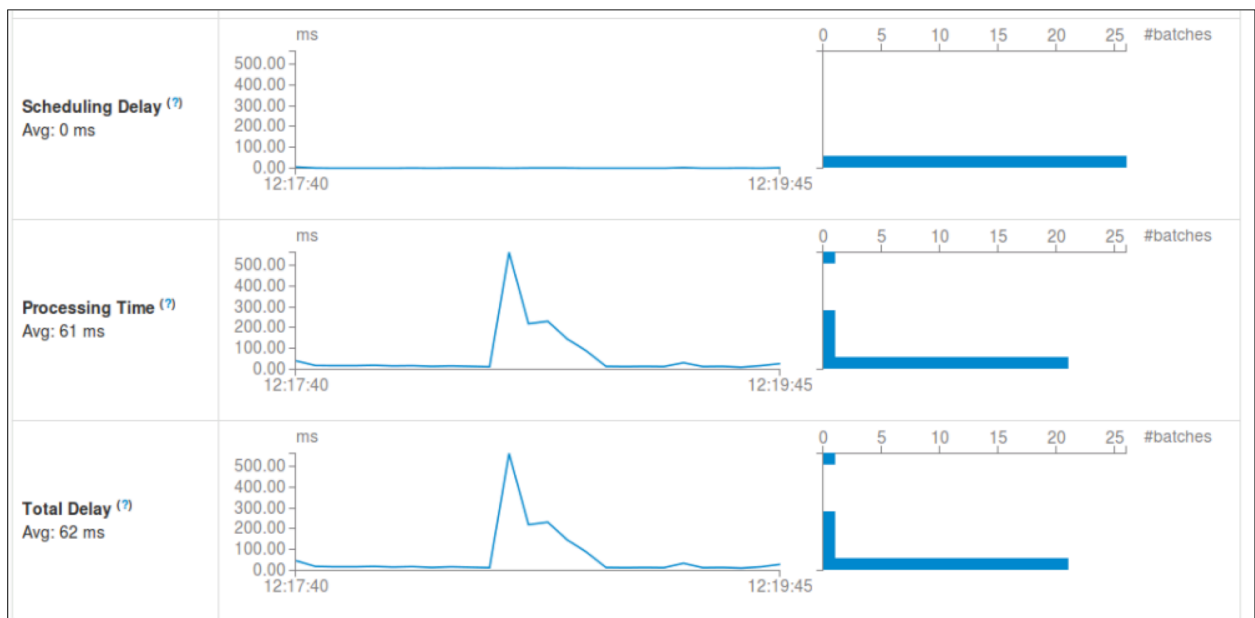 ms
0 5 10 15 20 25 #batches
500.00
400.00
300.00
Scheduling Delay (?)
200.00
Avg: 0 ms
100.00
0.00
12:17:40 12:19:45
ms
0 5 10 15 20 25 #batches
500.00
400.00
300.00
Processing Time (?)
200.00
Avg: 61 ms
100.00
0.00
12:17:40 12:19:45
ms
0 5 10 15 20 25 #batches
500.00
400.00
300.00
Total Delay (?)
200.00
Avg: 62 ms
100.00
0.00
12:17:40 12:19:45